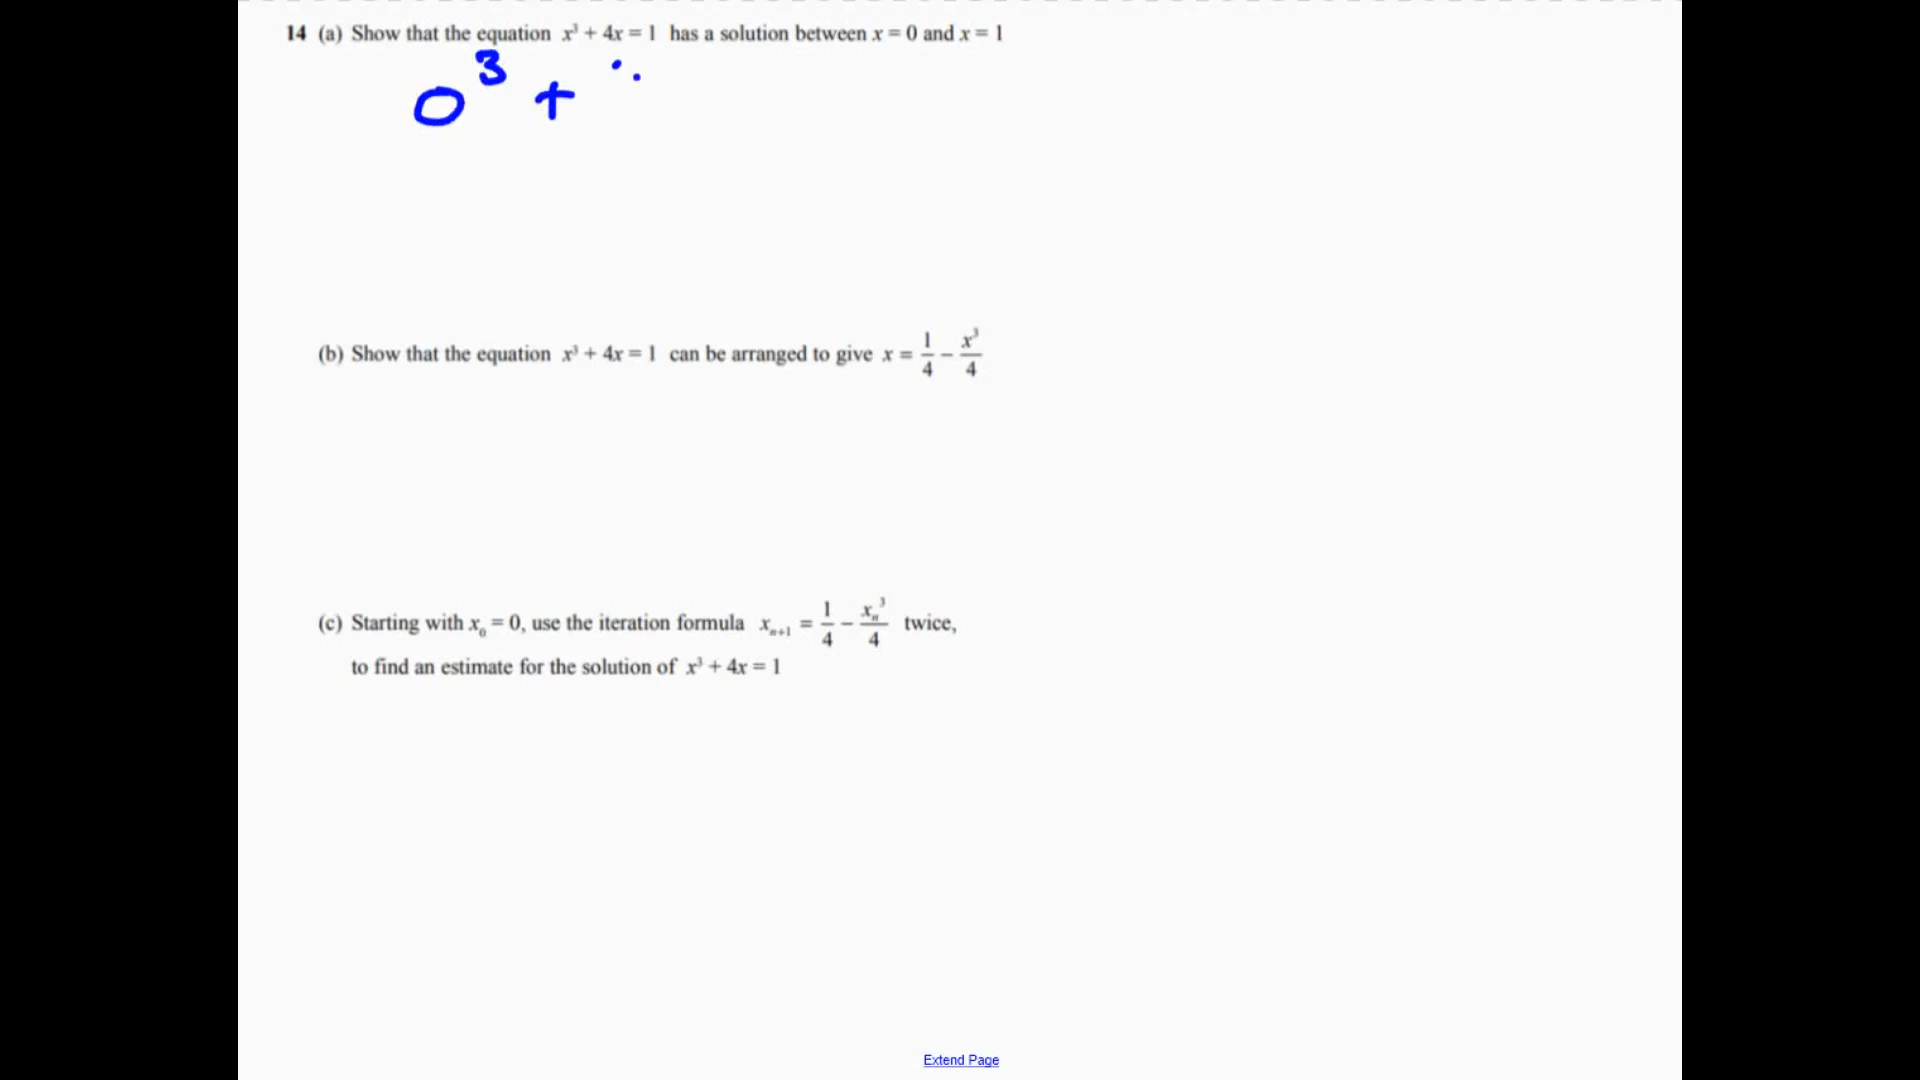 14 (a) Show that the equation x³ + 4x = 1 has a solution between x = 0 and x = 1
0³ +
(b) Show that the equation x³ + 4x = 1 can be arranged to give x = 1/4 − x³/4
(c) Starting with x₀ = 0, use the iteration formula xₙ₊₁ = 1/4 − xₙ³/4 twice,
to find an estimate for the solution of x³ + 4x = 1
Extend Page